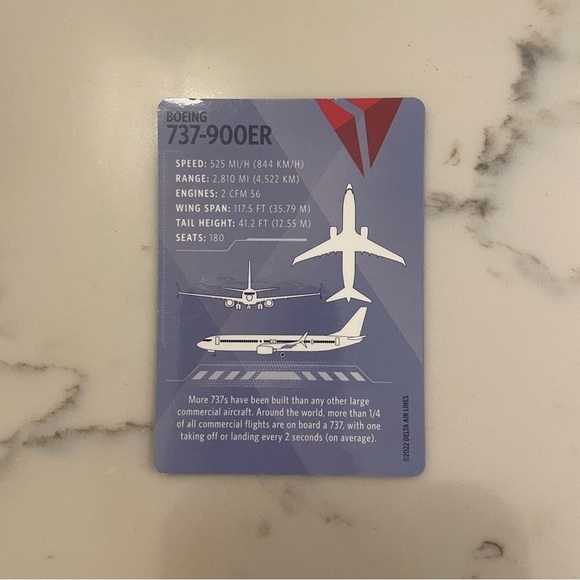 BOEING
737-900ER
SPEED: 525 MI/H (844 KM/H)
RANGE: 2,810 MI (4,522 KM)
ENGINES: 2 CFM 56
WING SPAN: 117.5 FT (35.79 M)
TAIL HEIGHT: 41.2 FT (12.55 M)
SEATS: 180
More 737s have been built than any other large
commercial aircraft. Around the world, more than 1/4
of all commercial flights are on board a 737, with one
taking off or landing every 2 seconds (on average).
©2022 DELTA AIR LINES